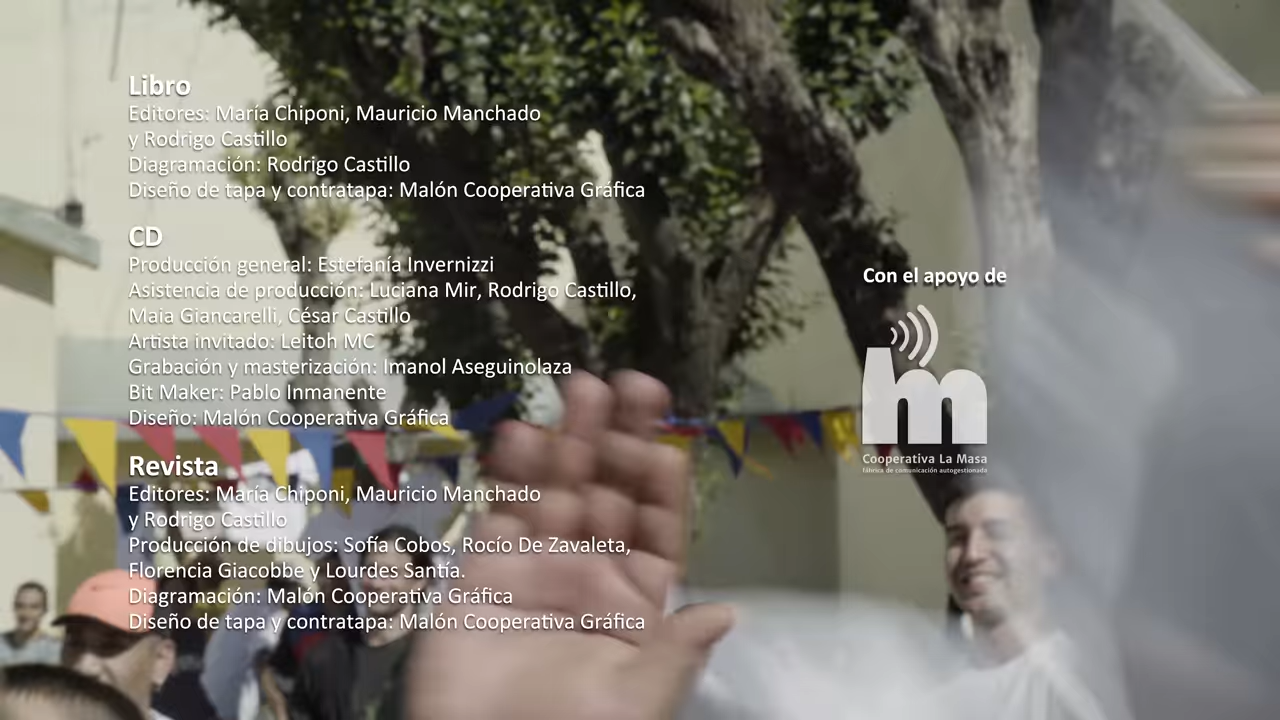 Libro
Editores: María Chiponi, Mauricio Manchado
y Rodrigo Castillo
Diagramación: Rodrigo Castillo
Diseño de tapa y contratapa: Malón Cooperativa Gráfica
CD
Producción general: Estefanía Invernizzi
Asistencia de producción: Luciana Mir, Rodrigo Castillo,
Maia Giancarelli, César Castillo
Artista invitado: Leitoh MC
Grabación y masterización: Imanol Aseguinolaza
Bit Maker: Pablo Inmanente
Diseño: Malón Cooperativa Gráfica
Revista
Editores: María Chiponi, Mauricio Manchado
y Rodrigo Castillo
Producción de dibujos: Sofía Cobos, Rocío De Zavaleta,
Florencia Giacobbe y Lourdes Santía.
Diagramación: Malón Cooperativa Gráfica
Diseño de tapa y contratapa: Malón Cooperativa Gráfica
Con el apoyo de
m
Cooperativa La Masa
fábrica de comunicación autogestionada